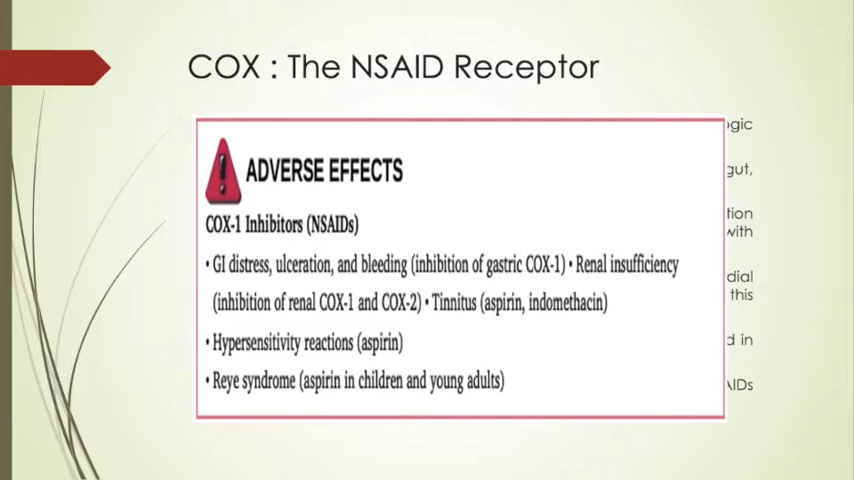 COX : The NSAID Receptor
ADVERSE EFFECTS
COX-1 Inhibitors (NSAIDs)
• GI distress, ulceration, and bleeding (inhibition of gastric COX-1) • Renal insufficiency
(inhibition of renal COX-1 and COX-2) • Tinnitus (aspirin, indomethacin)
• Hypersensitivity reactions (aspirin)
• Reye syndrome (aspirin in children and young adults)
gut,
with
this
in